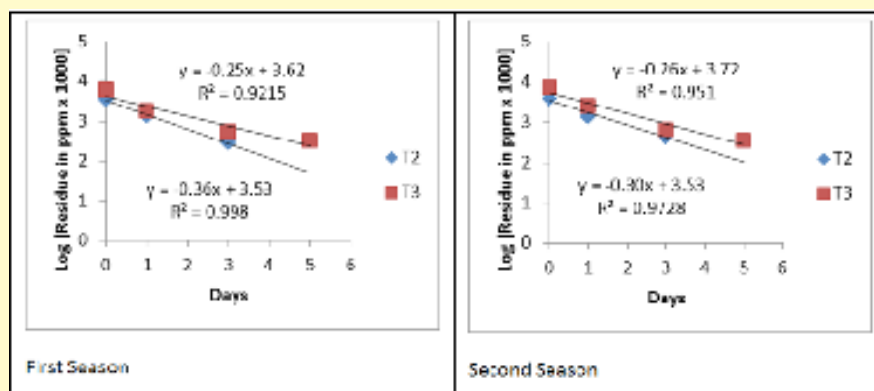 5
4
3
2
1
0
0 1 2 3 4 5 6
Log [Residue in ppm x 1000]
Days
y = -0.25x + 3.62
R² = 0.9215
y = -0.36x + 3.53
R² = 0.998
T2
T3
First Season
5
4
3
2
1
0
0 1 2 3 4 5 6
Log [Residue in ppm x 1000]
Days
y = -0.26x + 3.72
R² = 0.951
y = -0.30x + 3.53
R² = 0.9728
T2
T3
Second Season